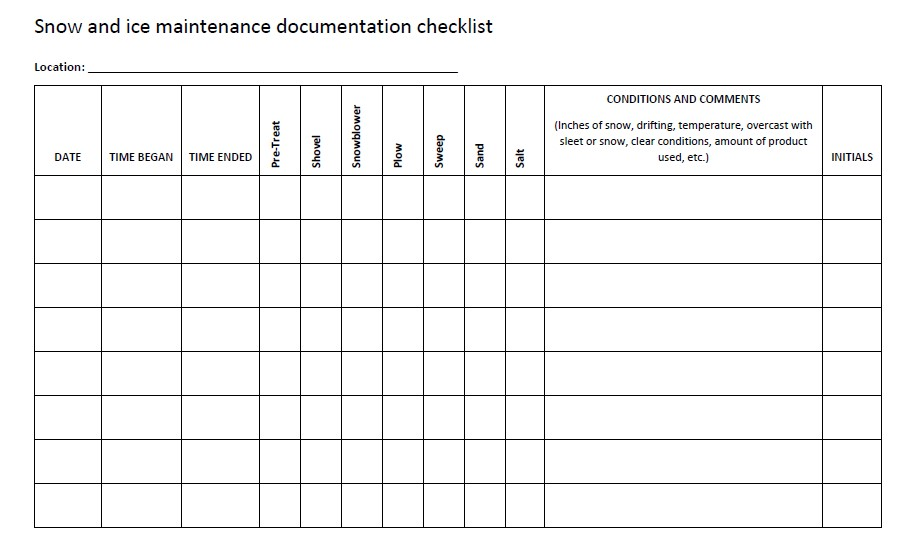 Snow and ice maintenance documentation checklist
Location: ______________________________
DATE
TIME BEGAN
TIME ENDED
Pre-Treat
Shovel
Snowblower
Plow
Sweep
Sand
Salt
CONDITIONS AND COMMENTS
(Inches of snow, drifting, temperature, overcast with
sleet or snow, clear conditions, amount of product
used, etc.)
INITIALS